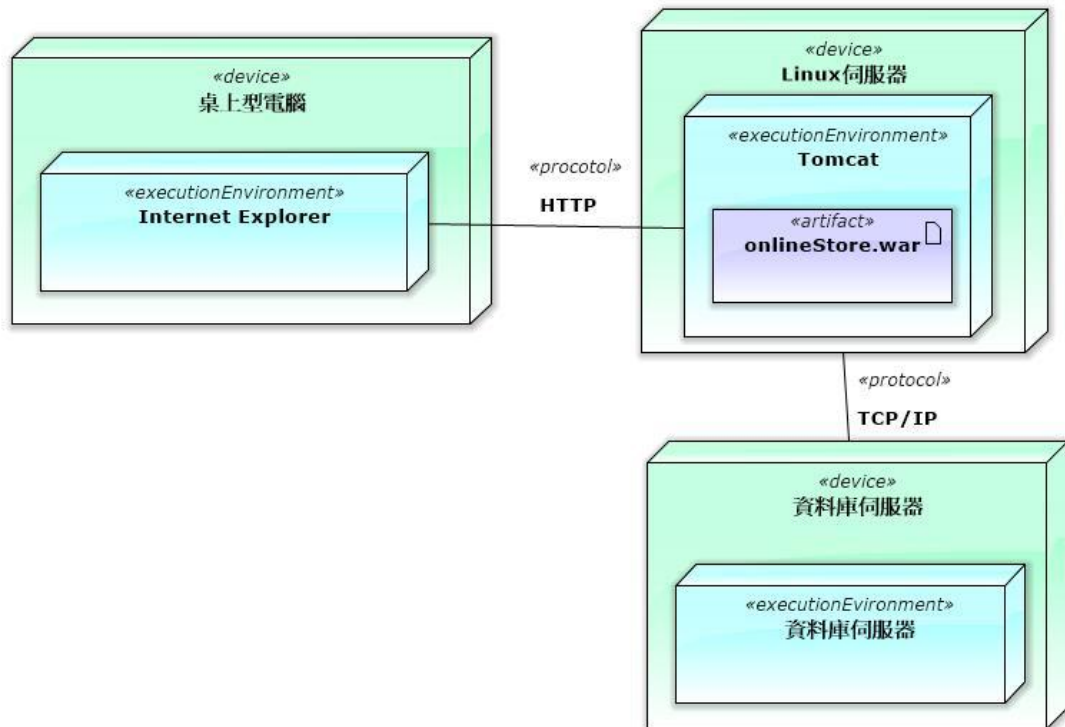 «device»
桌上型電腦
«executionEnvironment»
Internet Explorer
«procotol»
HTTP
«device»
Linux伺服器
«executionEnvironment»
Tomcat
«artifact»
onlineStore.war
«protocol»
TCP/IP
«device»
資料庫伺服器
«executionEvironment»
資料庫伺服器